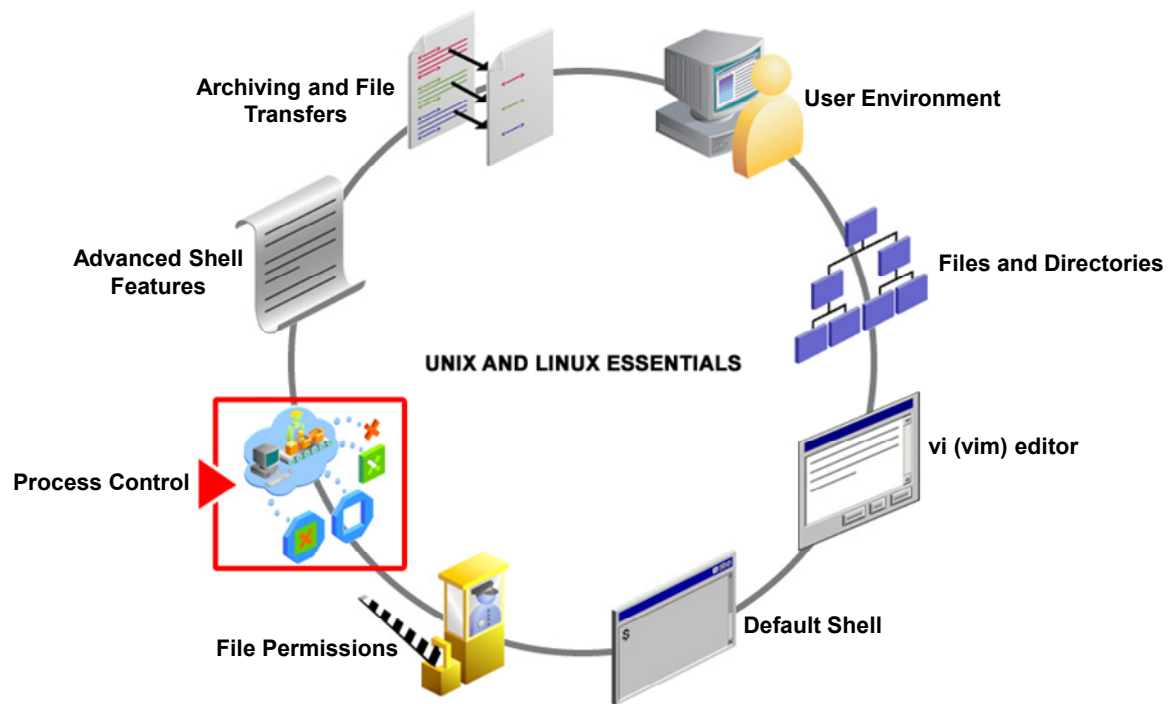 Archiving and File
Transfers
User Environment
Advanced Shell
Features
Files and Directories
UNIX AND LINUX ESSENTIALS
vi (vim) editor
Process Control
$
Default Shell
File Permissions